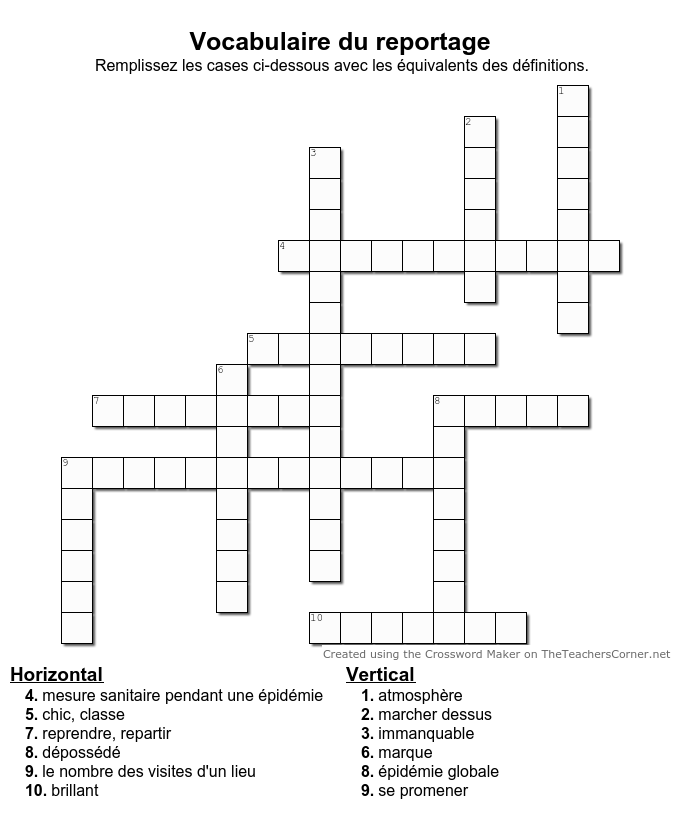 Vocabulaire du reportage
Remplissez les cases ci-dessous avec les équivalents des définitions.
1
2
3
4
5
6
7
8
9
10
Created using the Crossword Maker on TheTeachersCorner.net
Horizontal
4. mesure sanitaire pendant une épidémie
5. chic, classe
7. reprendre, repartir
8. dépossédé
9. le nombre des visites d'un lieu
10. brillant
Vertical
1. atmosphère
2. marcher dessus
3. immanquable
6. marque
8. épidémie globale
9. se promener